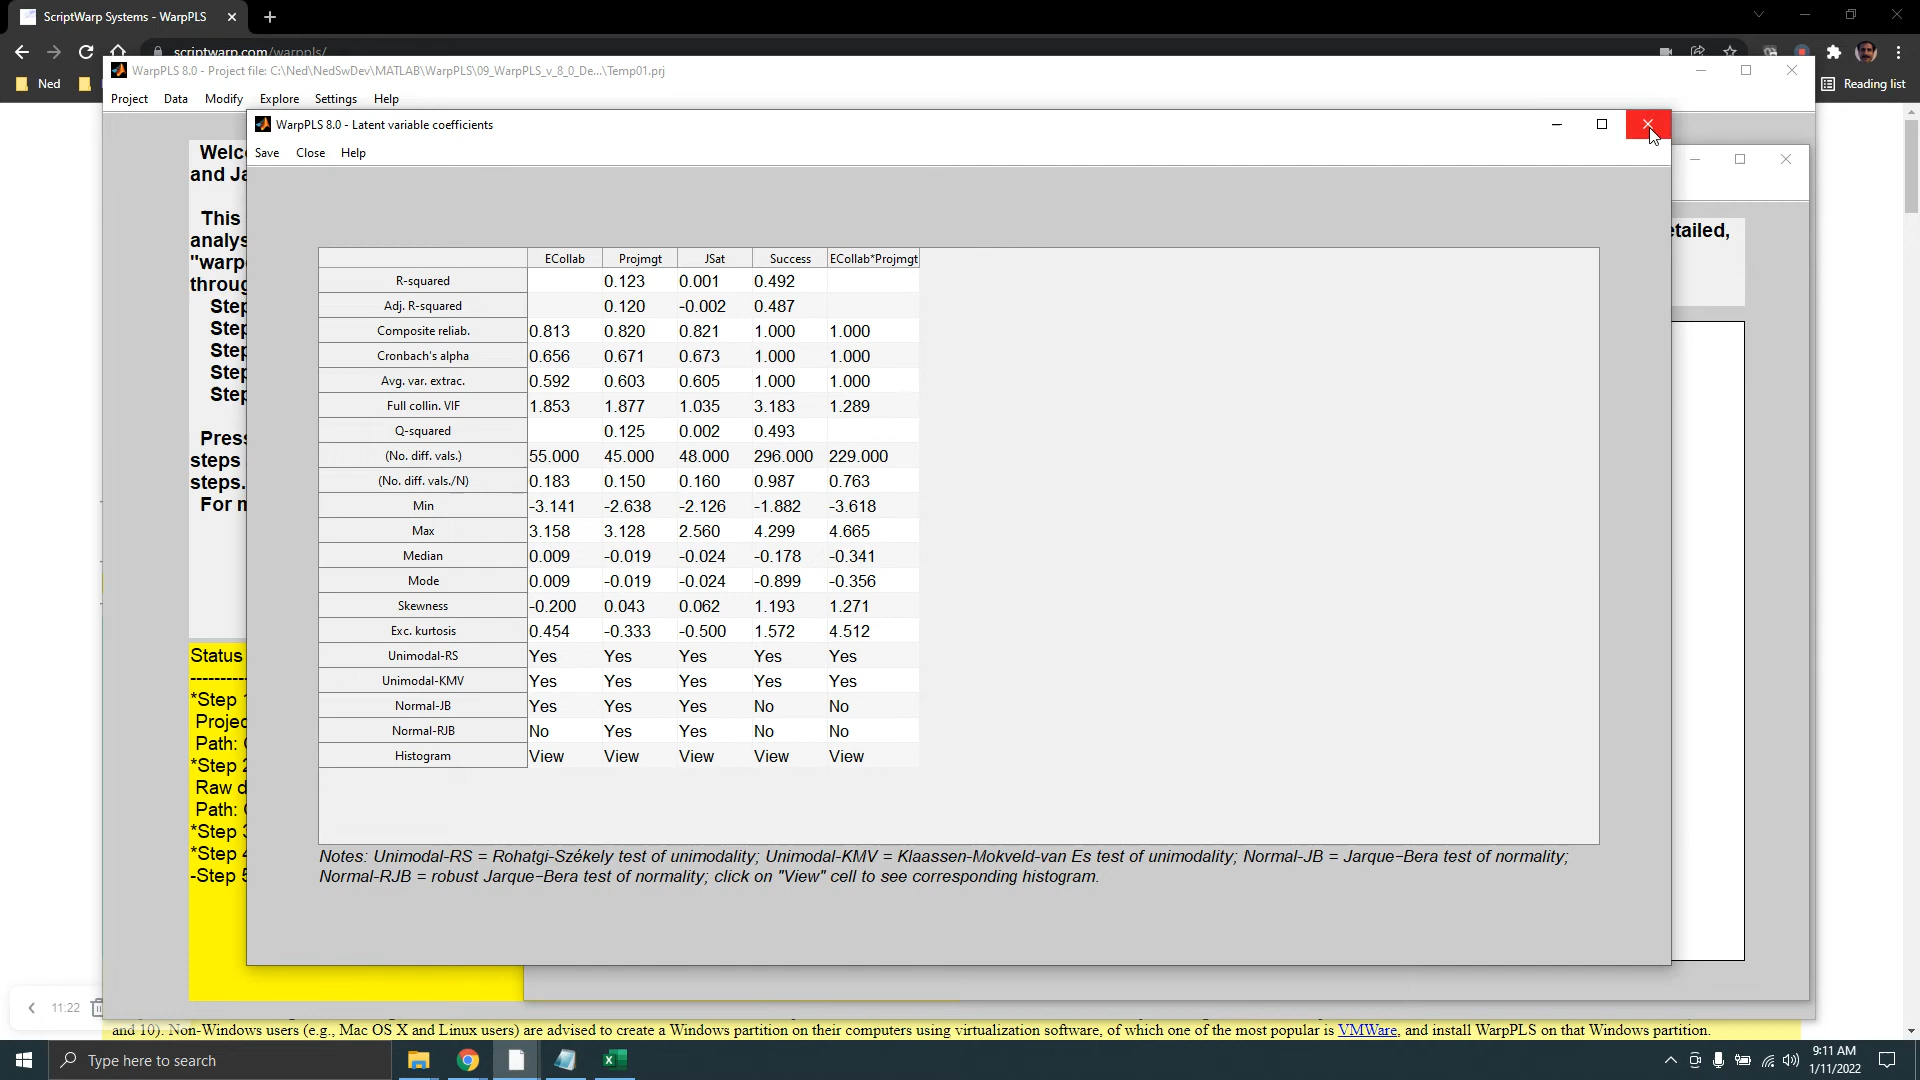 ScriptWarp Systems - WarpPLS
scriptwarp.com/warppls/
Ned
Reading list
WarpPLS 8.0 - Project file: C:\Ned\NedSwDev\MATLAB\WarpPLS\09_WarpPLS_v_8_0_De...\Temp01.prj
Project Data Modify Explore Settings Help
WarpPLS 8.0 - Latent variable coefficients
Save Close Help
Welc
and Ja
This
analys
"warp
throug
Step
Step
Step
Step
Step
Press
steps
steps.
For m
etailed,
ECollab Projmgt JSat Success ECollab*Projmgt
R-squared 0.123 0.001 0.492
Adj. R-squared 0.120 -0.002 0.487
Composite reliab. 0.813 0.820 0.821 1.000 1.000
Cronbach's alpha 0.656 0.671 0.673 1.000 1.000
Avg. var. extrac. 0.592 0.603 0.605 1.000 1.000
Full collin. VIF 1.853 1.877 1.035 3.183 1.289
Q-squared 0.125 0.002 0.493
(No. diff. vals.) 55.000 45.000 48.000 296.000 229.000
(No. diff. vals./N) 0.183 0.150 0.160 0.987 0.763
Min -3.141 -2.638 -2.126 -1.882 -3.618
Max 3.158 3.128 2.560 4.299 4.665
Median 0.009 -0.019 -0.024 -0.178 -0.341
Mode 0.009 -0.019 -0.024 -0.899 -0.356
Skewness -0.200 0.043 0.062 1.193 1.271
Exc. kurtosis 0.454 -0.333 -0.500 1.572 4.512
Unimodal-RS Yes Yes Yes Yes Yes
Unimodal-KMV Yes Yes Yes Yes Yes
Normal-JB Yes Yes Yes No No
Normal-RJB No Yes Yes No No
Histogram View View View View View
Notes: Unimodal-RS = Rohatgi-Székely test of unimodality; Unimodal-KMV = Klaassen-Mokveld-van Es test of unimodality; Normal-JB = Jarque−Bera test of normality;
Normal-RJB = robust Jarque−Bera test of normality; click on "View" cell to see corresponding histogram.
Status
----------
*Step 1
Projec
Path: C
*Step 2
Raw d
Path: C
*Step 3
*Step 4
-Step 5
11:22
and 10). Non-Windows users (e.g., Mac OS X and Linux users) are advised to create a Windows partition on their computers using virtualization software, of which one of the most popular is VMWare, and install WarpPLS on that Windows partition.
Type here to search
9:11 AM
1/11/2022